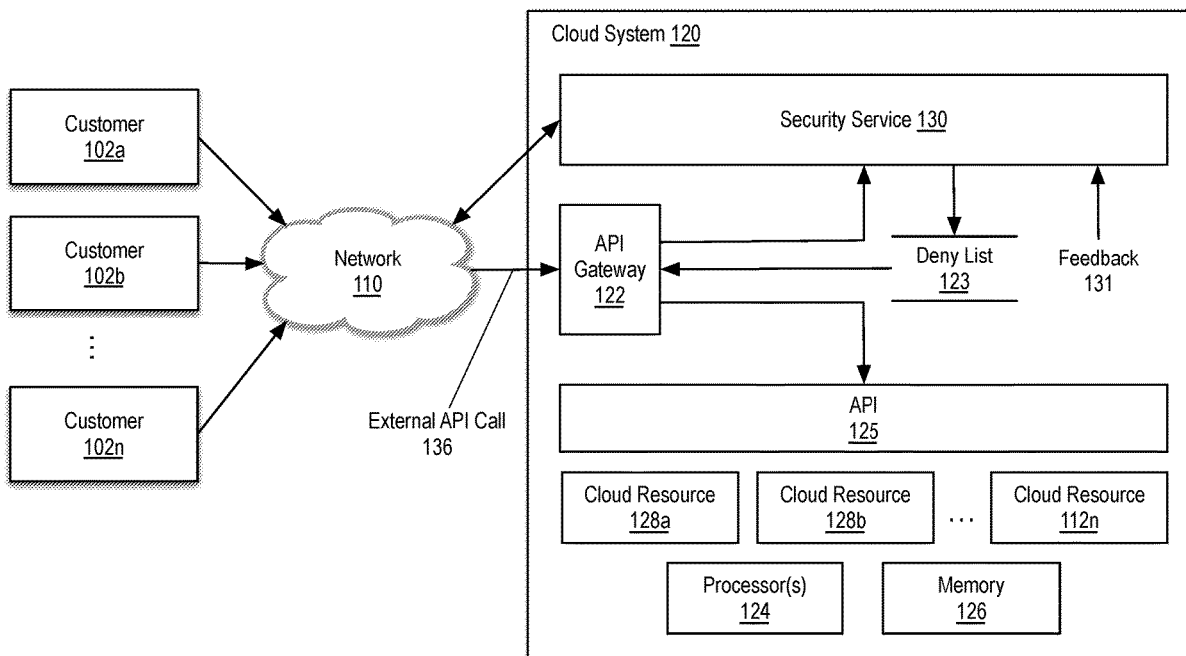 Cloud System 120
Customer
102a
Security Service 130
Customer
102b
Network
110
API
Gateway
122
Deny List
123
Feedback
131
...
Customer
102n
External API Call
136
API
125
Cloud Resource
128a
Cloud Resource
128b
...
Cloud Resource
112n
Processor(s)
124
Memory
126